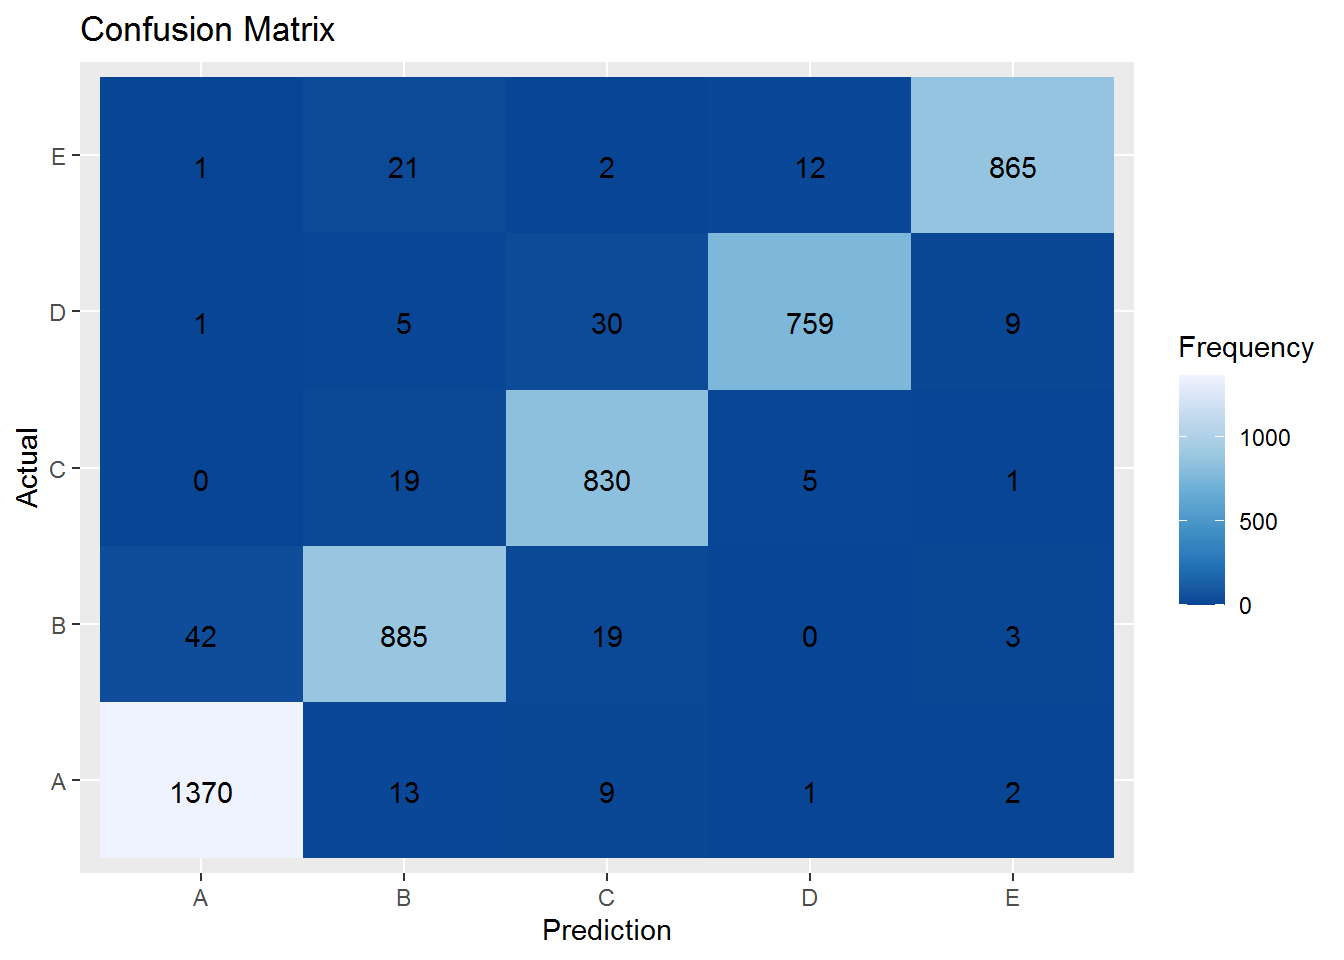 Confusion Matrix
E 1 21 2 12 865
D 1 5 30 759 9
C 0 19 830 5 1
B 42 885 19 0 3
A 1370 13 9 1 2
A B C D E
Prediction
Actual
Frequency
1000
500
0